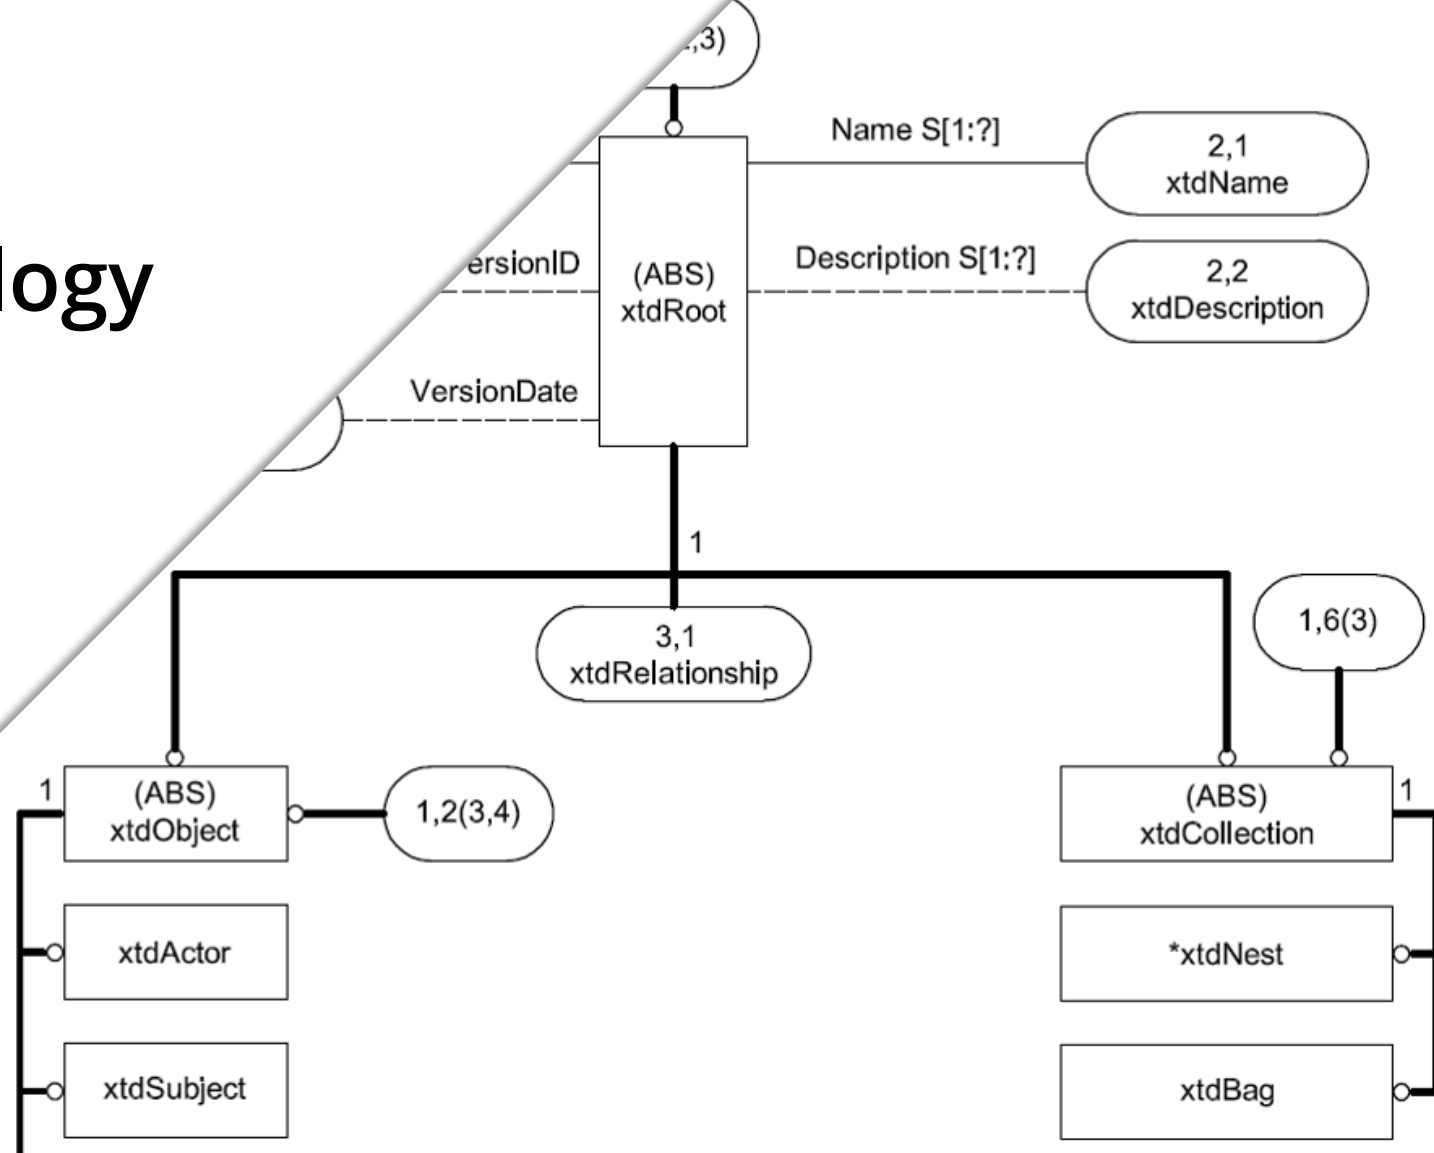 ,3)
Name S[1:?]
2,1
xtdName
logy
ersionID
(ABS)
xtdRoot
Description S[1:?]
2,2
xtdDescription
VersionDate
1
3,1
xtdRelationship
1,6(3)
1
(ABS)
xtdObject
1,2(3,4)
(ABS)
xtdCollection
1
xtdActor
*xtdNest
xtdSubject
xtdBag